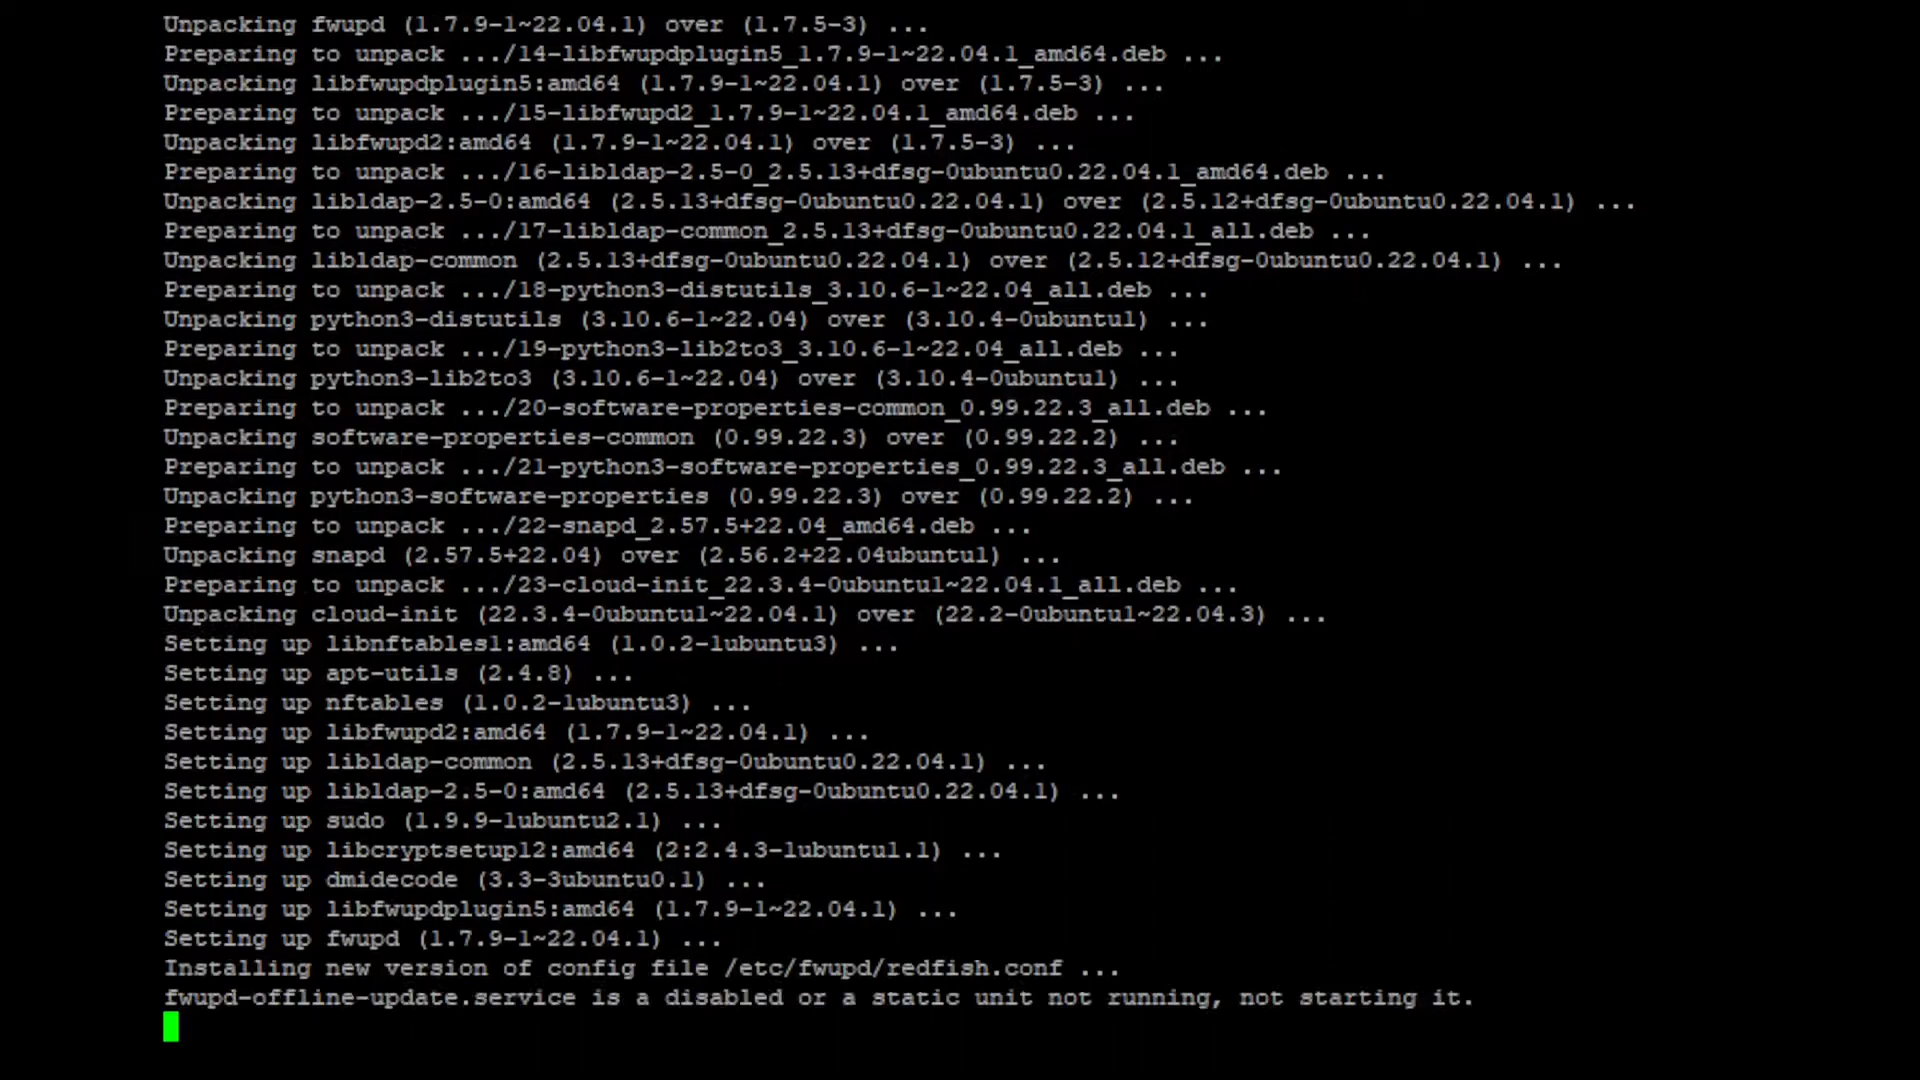 Unpacking fwupd (1.7.9-1~22.04.1) over (1.7.5-3) ...
Preparing to unpack .../14-libfwupdplugin5_1.7.9-1~22.04.1_amd64.deb ...
Unpacking libfwupdplugin5:amd64 (1.7.9-1~22.04.1) over (1.7.5-3) ...
Preparing to unpack .../15-libfwupd2_1.7.9-1~22.04.1_amd64.deb ...
Unpacking libfwupd2:amd64 (1.7.9-1~22.04.1) over (1.7.5-3) ...
Preparing to unpack .../16-libldap-2.5-0_2.5.13+dfsg-0ubuntu0.22.04.1_amd64.deb ...
Unpacking libldap-2.5-0:amd64 (2.5.13+dfsg-0ubuntu0.22.04.1) over (2.5.12+dfsg-0ubuntu0.22.04.1) ...
Preparing to unpack .../17-libldap-common_2.5.13+dfsg-0ubuntu0.22.04.1_all.deb ...
Unpacking libldap-common (2.5.13+dfsg-0ubuntu0.22.04.1) over (2.5.12+dfsg-0ubuntu0.22.04.1) ...
Preparing to unpack .../18-python3-distutils_3.10.6-1~22.04_all.deb ...
Unpacking python3-distutils (3.10.6-1~22.04) over (3.10.4-0ubuntu1) ...
Preparing to unpack .../19-python3-lib2to3_3.10.6-1~22.04_all.deb ...
Unpacking python3-lib2to3 (3.10.6-1~22.04) over (3.10.4-0ubuntu1) ...
Preparing to unpack .../20-software-properties-common_0.99.22.3_all.deb ...
Unpacking software-properties-common (0.99.22.3) over (0.99.22.2) ...
Preparing to unpack .../21-python3-software-properties_0.99.22.3_all.deb ...
Unpacking python3-software-properties (0.99.22.3) over (0.99.22.2) ...
Preparing to unpack .../22-snapd_2.57.5+22.04_amd64.deb ...
Unpacking snapd (2.57.5+22.04) over (2.56.2+22.04ubuntu1) ...
Preparing to unpack .../23-cloud-init_22.3.4-0ubuntu1~22.04.1_all.deb ...
Unpacking cloud-init (22.3.4-0ubuntu1~22.04.1) over (22.2-0ubuntu1~22.04.3) ...
Setting up libnftables1:amd64 (1.0.2-1ubuntu3) ...
Setting up apt-utils (2.4.8) ...
Setting up nftables (1.0.2-1ubuntu3) ...
Setting up libfwupd2:amd64 (1.7.9-1~22.04.1) ...
Setting up libldap-common (2.5.13+dfsg-0ubuntu0.22.04.1) ...
Setting up libldap-2.5-0:amd64 (2.5.13+dfsg-0ubuntu0.22.04.1) ...
Setting up sudo (1.9.9-1ubuntu2.1) ...
Setting up libcryptsetup12:amd64 (2:2.4.3-1ubuntu1.1) ...
Setting up dmidecode (3.3-3ubuntu0.1) ...
Setting up libfwupdplugin5:amd64 (1.7.9-1~22.04.1) ...
Setting up fwupd (1.7.9-1~22.04.1) ...
Installing new version of config file /etc/fwupd/redfish.conf ...
fwupd-offline-update.service is a disabled or a static unit not running, not starting it.